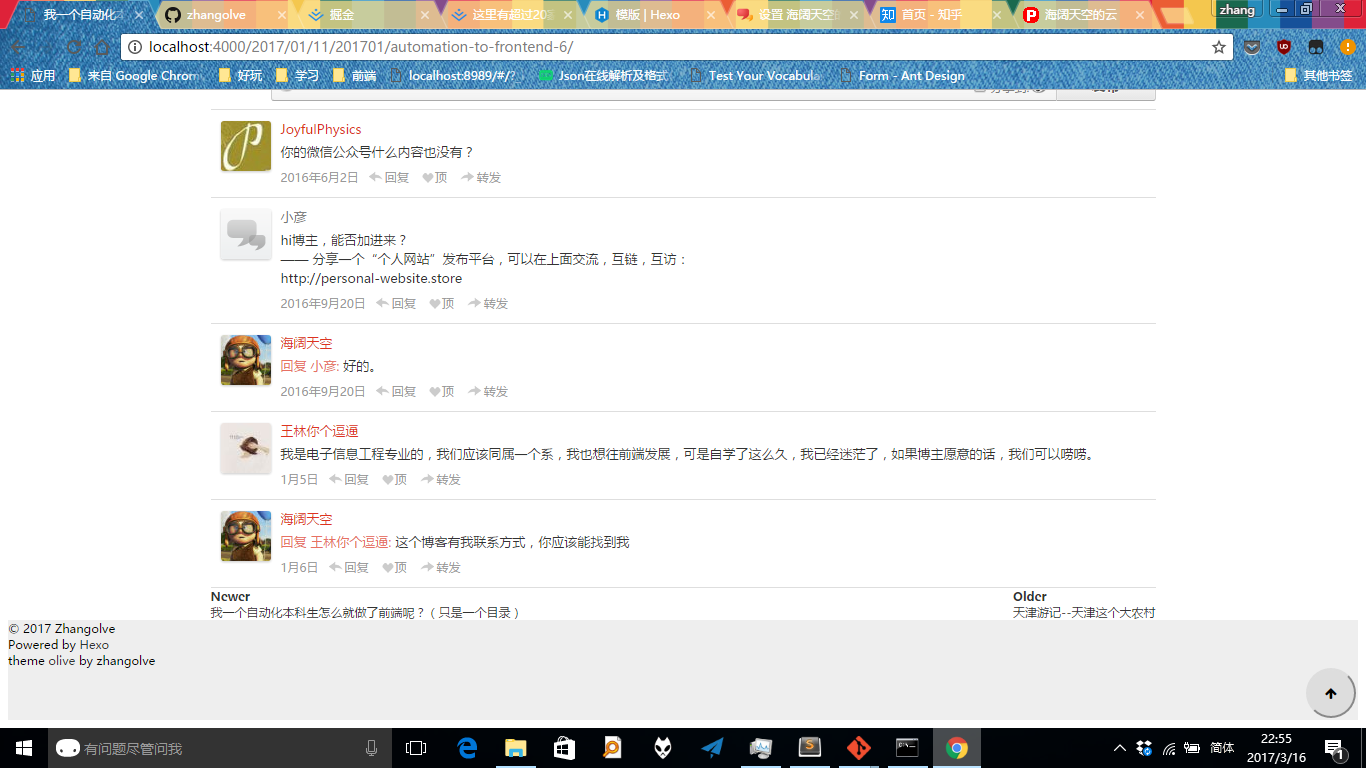 我一个自动化
zhangolve
掘金
这里有超过20
模版 | Hexo
设置 海阔天空的
首页 - 知乎
海阔天空的云
zhang
localhost:4000/2017/01/11/201701/automation-to-frontend-6/
应用
来自 Google Chrom
好玩
学习
前端
localhost:8989/#/?
Json在线解析及格式
Test Your Vocabula
Form - Ant Design
其他书签
JoyfulPhysics
你的微信公众号什么内容也没有？
2016年6月2日 回复 顶 转发
小彦
hi博主，能否加进来？
—— 分享一个“个人网站”发布平台，可以在上面交流，互链，互访：
http://personal-website.store
2016年9月20日 回复 顶 转发
海阔天空
回复 小彦: 好的。
2016年9月20日 回复 顶 转发
王林你个逗逼
我是电子信息工程专业的，我们应该同属一个系，我也想往前端发展，可是自学了这么久，我已经迷茫了，如果博主愿意的话，我们可以唠唠。
1月5日 回复 顶 转发
海阔天空
回复 王林你个逗逼: 这个博客有我联系方式，你应该能找到我
1月6日 回复 顶 转发
Newer
我一个自动化本科生怎么就做了前端呢？（只是一个目录）
Older
天津游记--天津这个大农村
© 2017 Zhangolve
Powered by Hexo
theme olive by zhangolve
有问题尽管问我
简体
22:55
2017/3/16
1